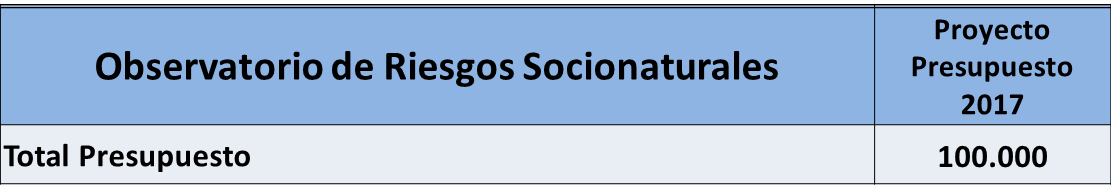 Observatorio de Riesgos Socionaturales
Proyecto
Presupuesto
2017
Total Presupuesto
100.000